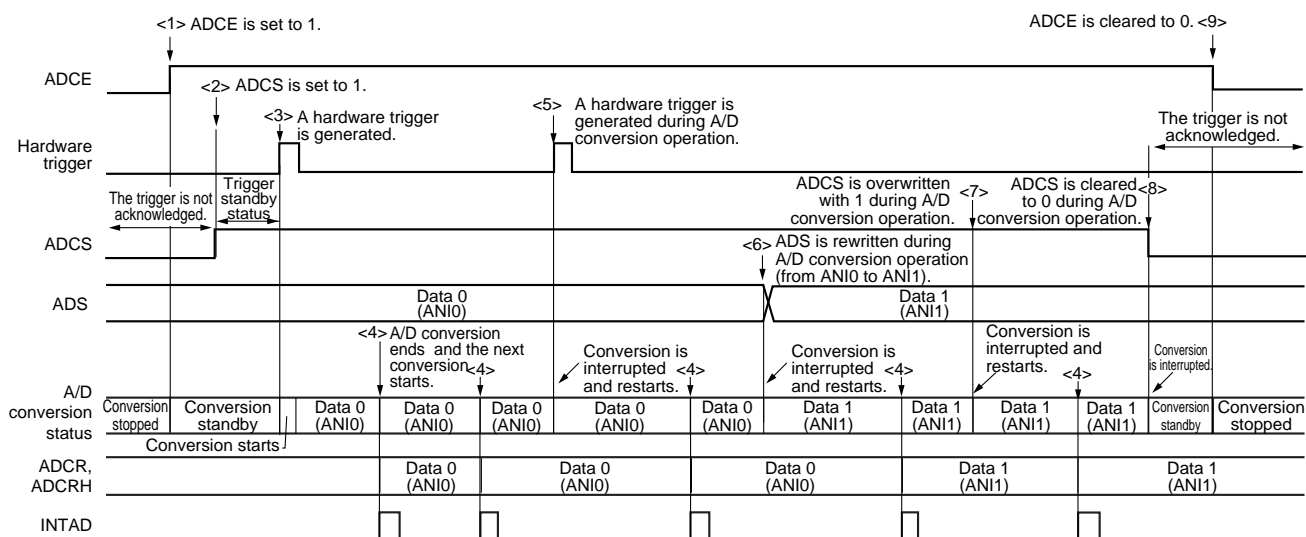 <1> ADCE is set to 1.
ADCE is cleared to 0. <9>
ADCE
<2> ADCS is set to 1.
<3> A hardware trigger
is generated.
<5> A hardware trigger is
generated during A/D
conversion operation.
The trigger is not
acknowledged.
Hardware
trigger
The trigger is not
acknowledged.
Trigger
standby
status
ADCS is overwritten
with 1 during A/D
conversion operation.
<7>
ADCS is cleared
to 0 during A/D
conversion operation.
<8>
ADCS
<6> ADS is rewritten during
A/D conversion operation
(from ANI0 to ANI1).
ADS
Data 0
(ANI0)
Data 1
(ANI1)
<4> A/D conversion
ends and the next
conversion
starts.
<4>
Conversion is
interrupted
and restarts.
<4>
Conversion is
interrupted
and restarts.
<4>
Conversion is
interrupted and
restarts.
<4>
Conversion
is interrupted.
A/D
conversion
status
Conversion
stopped
Conversion
standby
Data 0
(ANI0)
Data 0
(ANI0)
Data 0
(ANI0)
Data 0
(ANI0)
Data 0
(ANI0)
Data 1
(ANI1)
Data 1
(ANI1)
Data 1
(ANI1)
Data 1
(ANI1)
Conversion
standby
Conversion
stopped
Conversion starts
ADCR,
ADCRH
Data 0
(ANI0)
Data 0
(ANI0)
Data 0
(ANI0)
Data 1
(ANI1)
Data 1
(ANI1)
INTAD